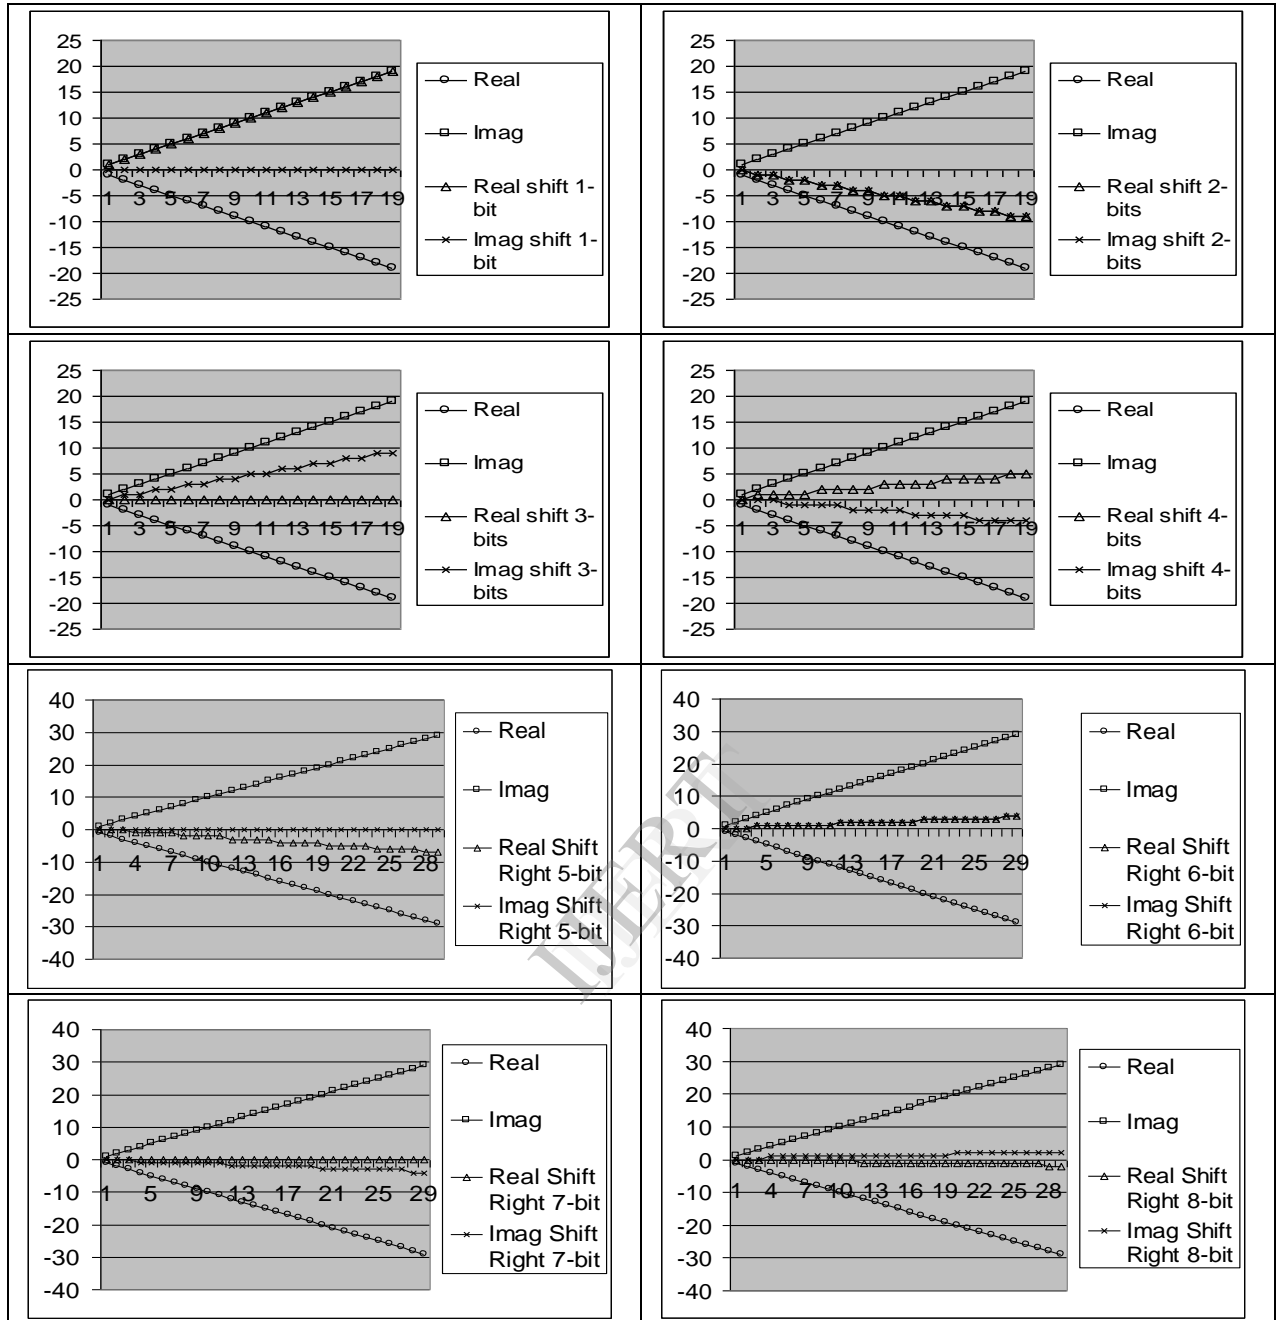 25
20
15
10
5
0
-5
-10
-15
-20
-25
1 3 5 7 9 11 13 15 17 19
Real
Imag
Real shift 1-
bit
Imag shift 1-
bit
25
20
15
10
5
0
-5
-10
-15
-20
-25
1 3 5 7 9 11 13 15 17 19
Real
Imag
Real shift 2-
bits
Imag shift 2-
bits
25
20
15
10
5
0
-5
-10
-15
-20
-25
1 3 5 7 9 11 13 15 17 19
Real
Imag
Real shift 3-
bits
Imag shift 3-
bits
25
20
15
10
5
0
-5
-10
-15
-20
-25
1 3 5 7 9 11 13 15 17 19
Real
Imag
Real shift 4-
bits
Imag shift 4-
bits
40
30
20
10
0
-10
-20
-30
-40
1 4 7 10 13 16 19 22 25 28
Real
Imag
Real Shift
Right 5-bit
Imag Shift
Right 5-bit
40
30
20
10
0
-10
-20
-30
-40
1 5 9 13 17 21 25 29
Real
Imag
Real Shift
Right 6-bit
Imag Shift
Right 6-bit
IJERT
40
30
20
10
0
-10
-20
-30
-40
1 5 9 13 17 21 25 29
Real
Imag
Real Shift
Right 7-bit
Imag Shift
Right 7-bit
40
30
20
10
0
-10
-20
-30
-40
1 4 7 10 13 16 19 22 25 28
Real
Imag
Real Shift
Right 8-bit
Imag Shift
Right 8-bit